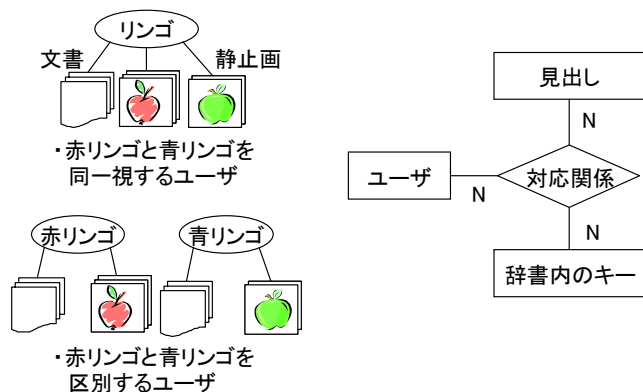 リンゴ
文書
静止画
・赤リンゴと青リンゴを
同一視するユーザ
赤リンゴ
青リンゴ
・赤リンゴと青リンゴを
区別するユーザ
見出し
N
ユーザ
N
対応関係
N
辞書内のキー